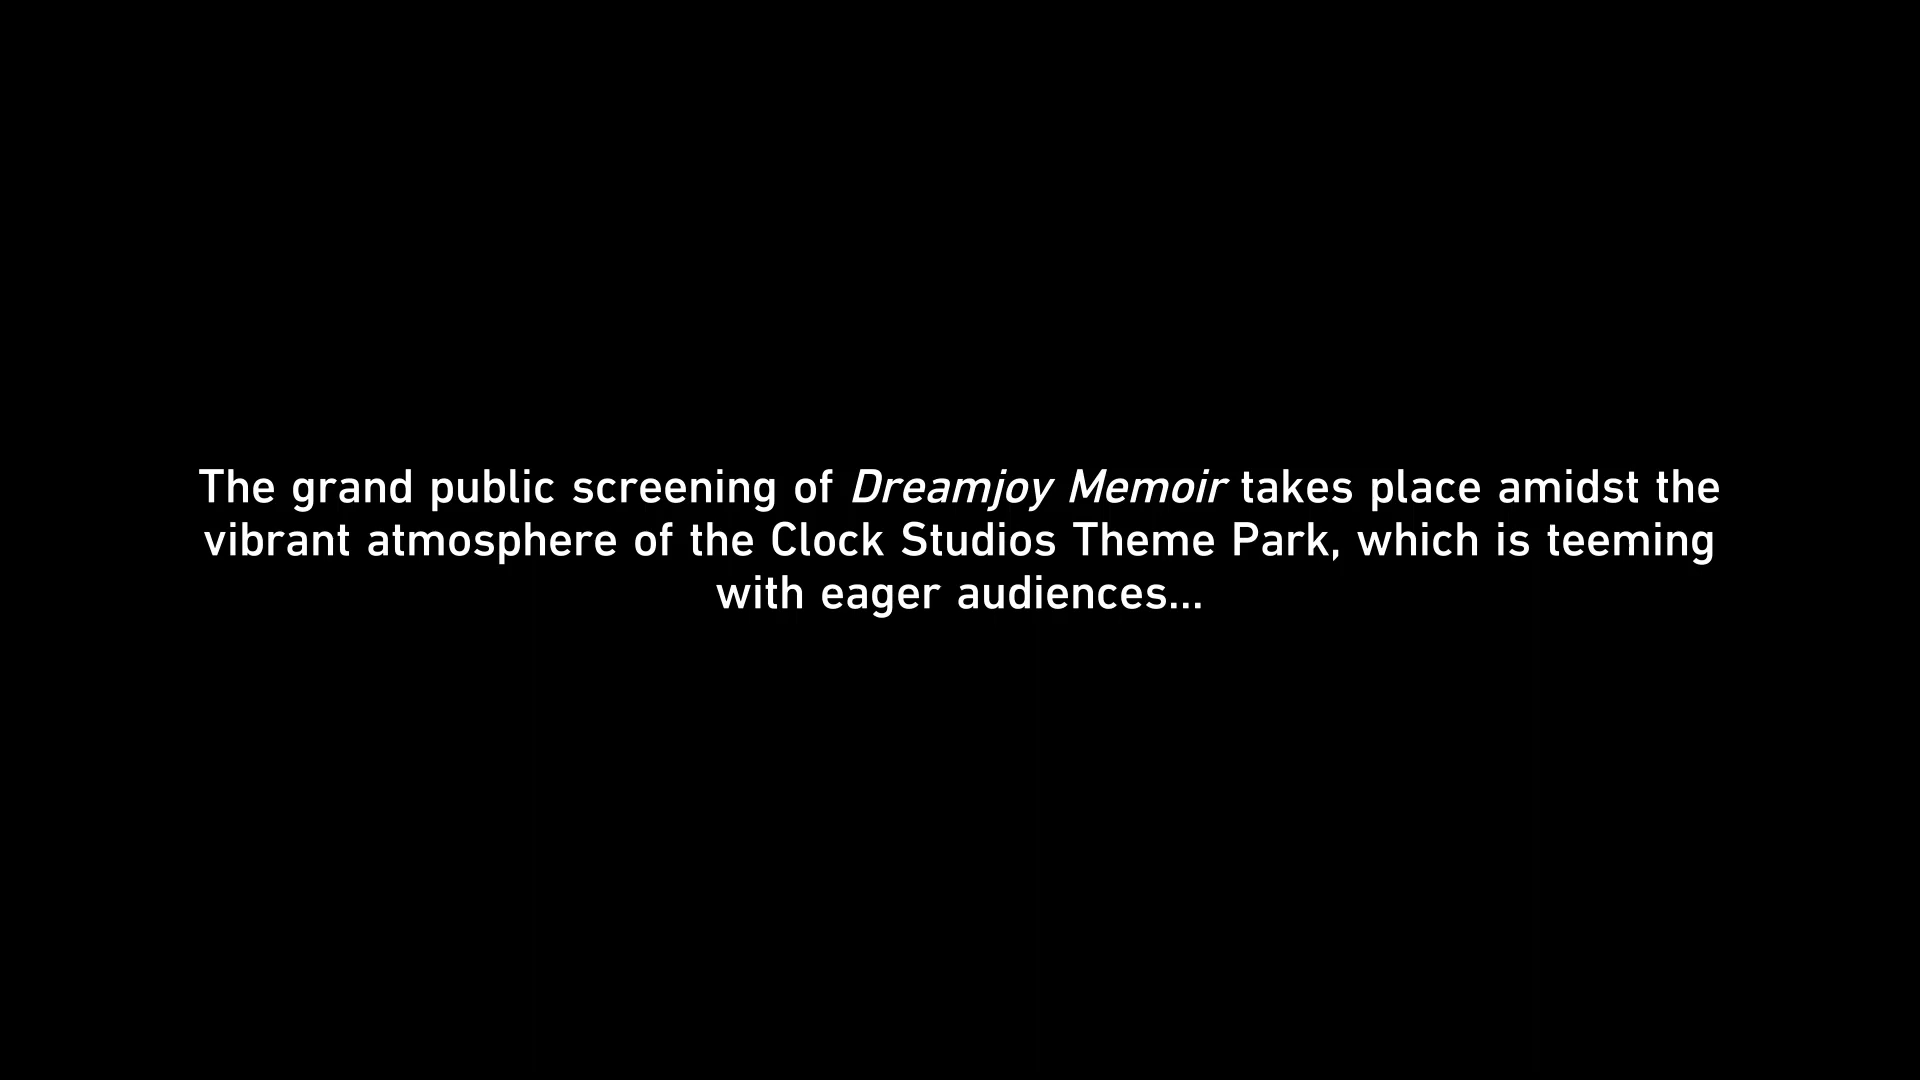 The grand public screening of Dreamjoy Memoir takes place amidst the
vibrant atmosphere of the Clock Studios Theme Park, which is teeming
with eager audiences...